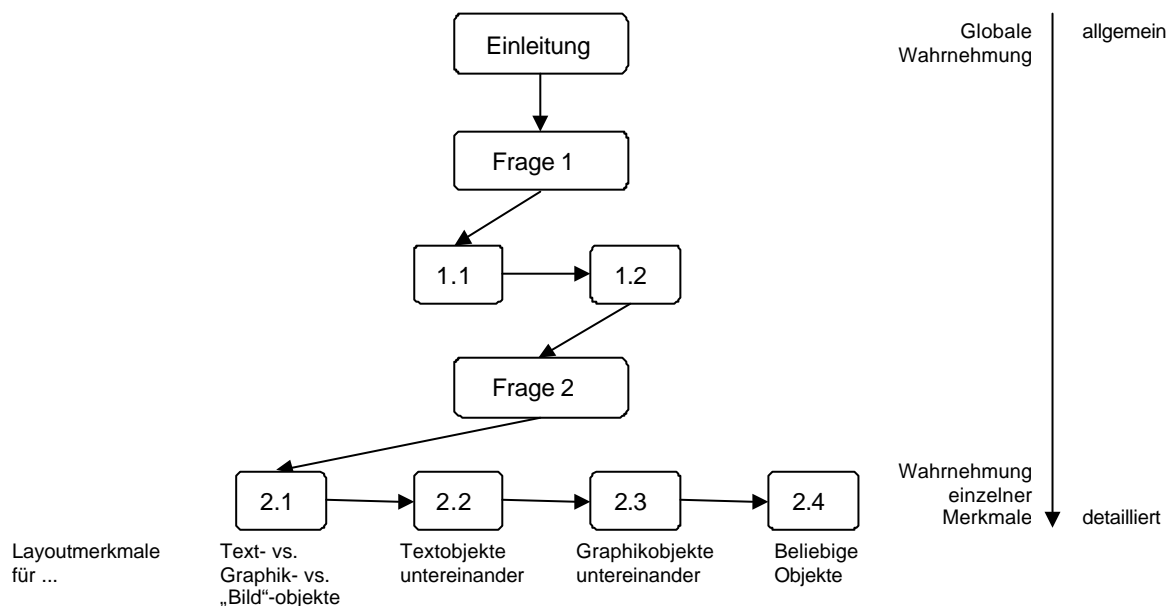 Einleitung
Globale
Wahrnehmung
allgemein
Frage 1
1.1
1.2
Frage 2
2.1
2.2
2.3
2.4
Wahrnehmung
einzelner
Merkmale
detailliert
Layoutmerkmale
für ...
Text- vs.
Graphik- vs.
„Bild“-objekte
Textobjekte
untereinander
Graphikobjekte
untereinander
Beliebige
Objekte